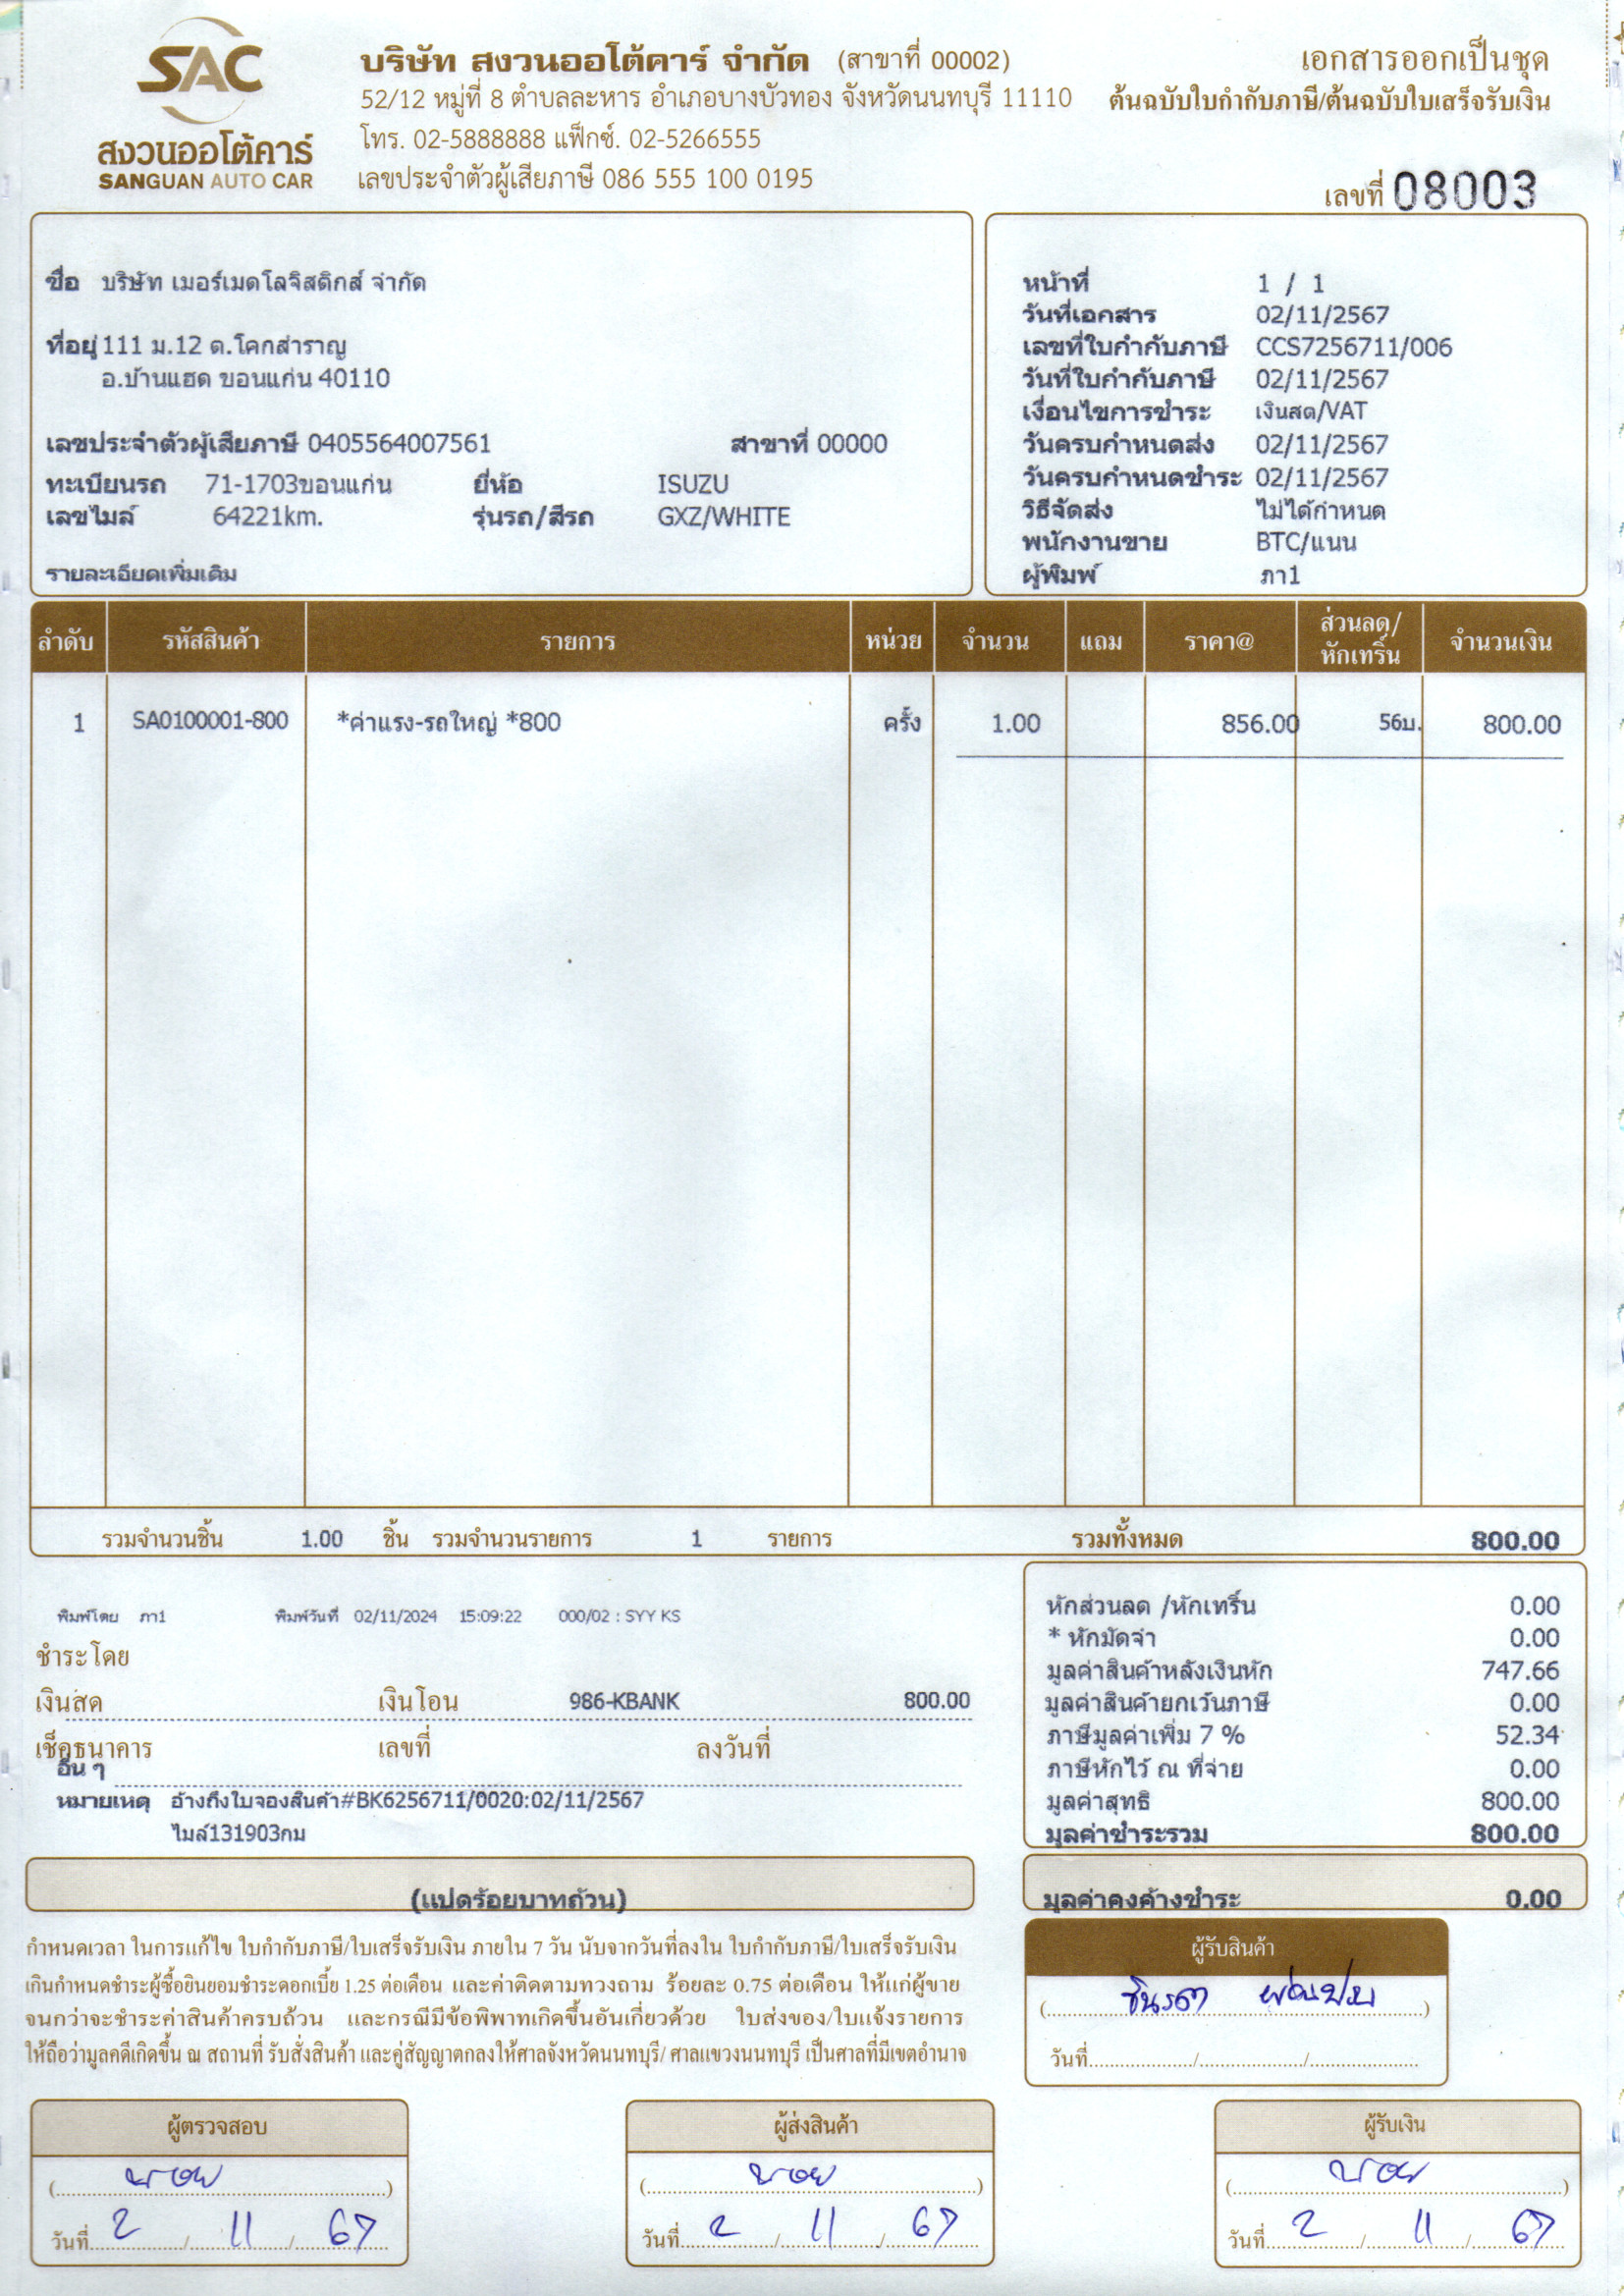 SAC
สงวนออโต้คาร์
SANGUAN AUTO CAR
บริษัท สงวนออโต้คาร์ จำกัด (สาขาที่ 00002)
52/12 หมู่ที่ 8 ตำบลละหาร อำเภอบางบัวทอง จังหวัดนนทบุรี 11110
โทร. 02-5888888 แฟ็กซ์. 02-5266555
เลขประจำตัวผู้เสียภาษี 086 555 100 0195
เอกสารออกเป็นชุด
ต้นฉบับใบกำกับภาษี/ต้นฉบับใบเสร็จรับเงิน
เลขที่ 08003
ชื่อ บริษัท เมอร์เมดโลจิสติกส์ จำกัด
ที่อยู่ 111 ม.12 ต.โคกสำราญ
อ.บ้านแฮด ขอนแก่น 40110
เลขประจำตัวผู้เสียภาษี 0405564007561 สาขาที่ 00000
ทะเบียนรถ 71-1703ขอนแก่น ยี่ห้อ ISUZU
เลขไมล์ 64221km. รุ่นรถ/สีรถ GXZ/WHITE
รายละเอียดเพิ่มเติม
หน้าที่ 1 / 1
วันที่เอกสาร 02/11/2567
เลขที่ใบกำกับภาษี CCS7256711/006
วันที่ใบกำกับภาษี 02/11/2567
เงื่อนไขการชำระ เงินสด/VAT
วันครบกำหนดส่ง 02/11/2567
วันครบกำหนดชำระ 02/11/2567
วิธีจัดส่ง ไม่ได้กำหนด
พนักงานขาย BTC/แนน
ผู้พิมพ์ ภา1
ลำดับ รหัสสินค้า รายการ หน่วย จำนวน แถม ราคา@ ส่วนลด/หักเทริ์น จำนวนเงิน
1 SA0100001-800 *ค่าแรง-รถใหญ่ *800 ครั้ง 1.00 856.00 56บ. 800.00
รวมจำนวนชิ้น 1.00 ชิ้น รวมจำนวนรายการ 1 รายการ รวมทั้งหมด 800.00
พิมพ์โดย ภา1 พิมพ์วันที่ 02/11/2024 15:09:22 000/02 : SYY KS
ชำระโดย
เงินสด เงินโอน 986-KBANK 800.00
เช็คธนาคาร เลขที่ ลงวันที่
อื่น ๆ
หมายเหตุ อ้างถึงใบจองสินค้า#BK6256711/0020:02/11/2567
ไมล์131903กม
หักส่วนลด /หักเทริ์น 0.00
* หักมัดจำ 0.00
มูลค่าสินค้าหลังเงินหัก 747.66
มูลค่าสินค้ายกเว้นภาษี 0.00
ภาษีมูลค่าเพิ่ม 7 % 52.34
ภาษีหักไว้ ณ ที่จ่าย 0.00
มูลค่าสุทธิ 800.00
มูลค่าชำระรวม 800.00
(แปดร้อยบาทถ้วน)
มูลค่าคงค้างชำระ 0.00
กำหนดเวลา ในการแก้ไข ใบกำกับภาษี/ใบเสร็จรับเงิน ภายใน 7 วัน นับจากวันที่ลงใน ใบกำกับภาษี/ใบเสร็จรับเงิน
เกินกำหนดชำระผู้ซื้อยินยอมชำระดอกเบี้ย 1.25 ต่อเดือน และค่าติดตามทวงถาม ร้อยละ 0.75 ต่อเดือน ให้แก่ผู้ขาย
จนกว่าจะชำระค่าสินค้าครบถ้วน และกรณีมีข้อพิพาทเกิดขึ้นอันเกี่ยวด้วย ใบส่งของ/ใบแจ้งรายการ
ให้ถือว่ามูลคดีเกิดขึ้น ณ สถานที่ รับสั่งสินค้า และคู่สัญญาตกลงให้ศาลจังหวัดนนทบุรี/ ศาลแขวงนนทบุรี เป็นศาลที่มีเขตอำนาจ
ผู้รับสินค้า
วันที่ / /
ผู้ตรวจสอบ ผู้ส่งสินค้า ผู้รับเงิน
วันที่ 2 / 11 / 67 วันที่ 2 / 11 / 67 วันที่ 2 / 11 / 67